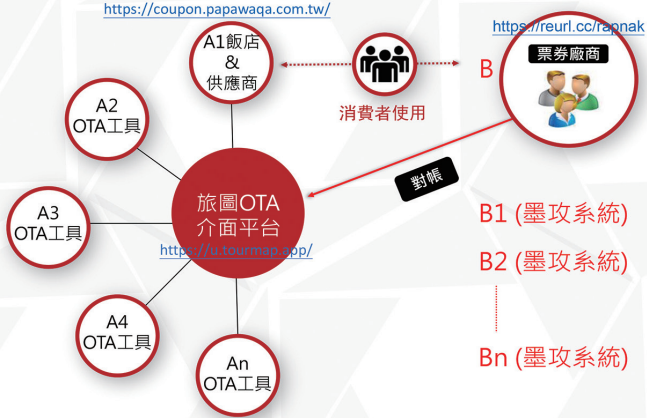 https://coupon.papawaqa.com.tw/
https://reurl.cc/rapnak
A1飯店
&
供應商
票券廠商
B
消費者使用
A2
OTA工具
對帳
旅圖OTA
介面平台
https://u.tourmap.app/
A3
OTA工具
B1 (墨攻系統)
B2 (墨攻系統)
A4
OTA工具
An
OTA工具
Bn (墨攻系統)